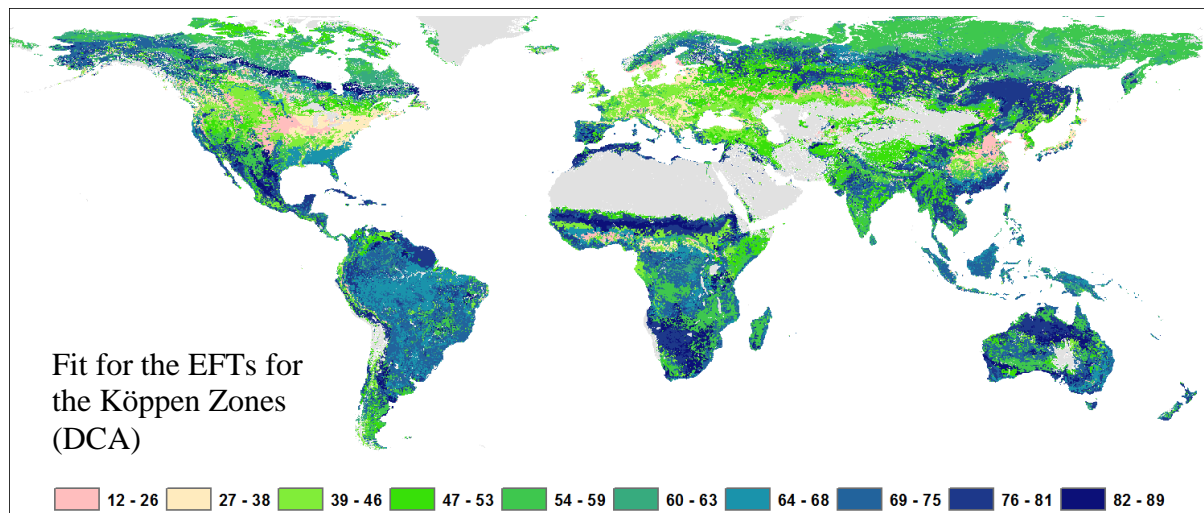 Fit for the EFTs for
the Köppen Zones
(DCA)
12 - 26 27 - 38 39 - 46 47 - 53 54 - 59 60 - 63 64 - 68 69 - 75 76 - 81 82 - 89